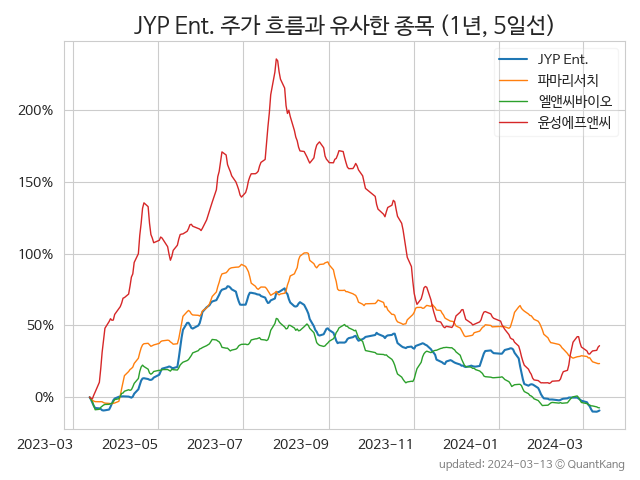 JYP Ent. 주가 흐름과 유사한 종목 (1년, 5일선)
JYP Ent.
파마리서치
엘앤씨바이오
윤성에프앤씨
200%
150%
100%
50%
0%
2023-03 2023-05 2023-07 2023-09 2023-11 2024-01 2024-03
updated: 2024-03-13 © QuantKang